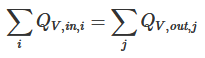 ∑_i Q_{V,in,i} = ∑_j Q_{V,out,j}